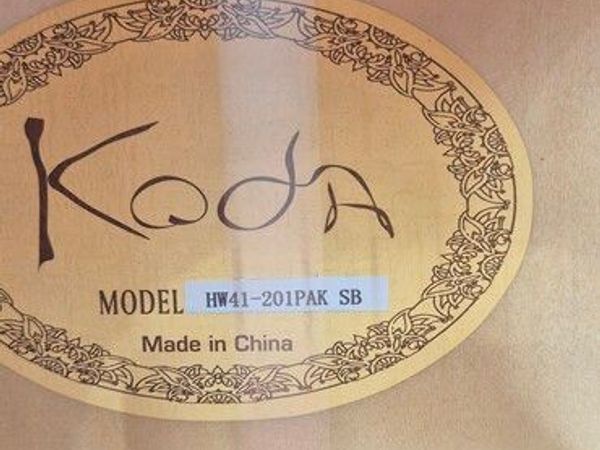 Koda
MODEL HW41-201PAK SB
Made in China